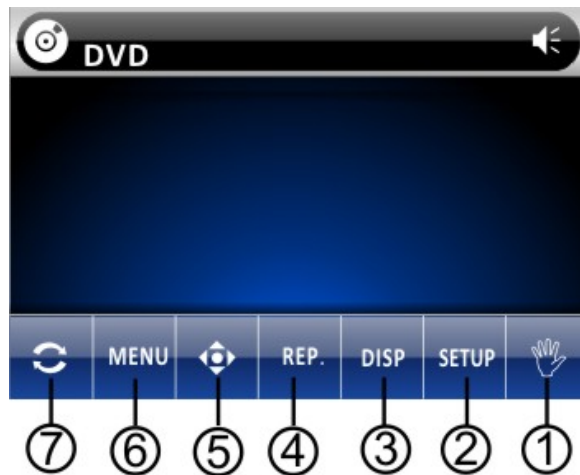 DVD
MENU REP. DISP SETUP
⑦ ⑥ ⑤ ④ ③ ② ①